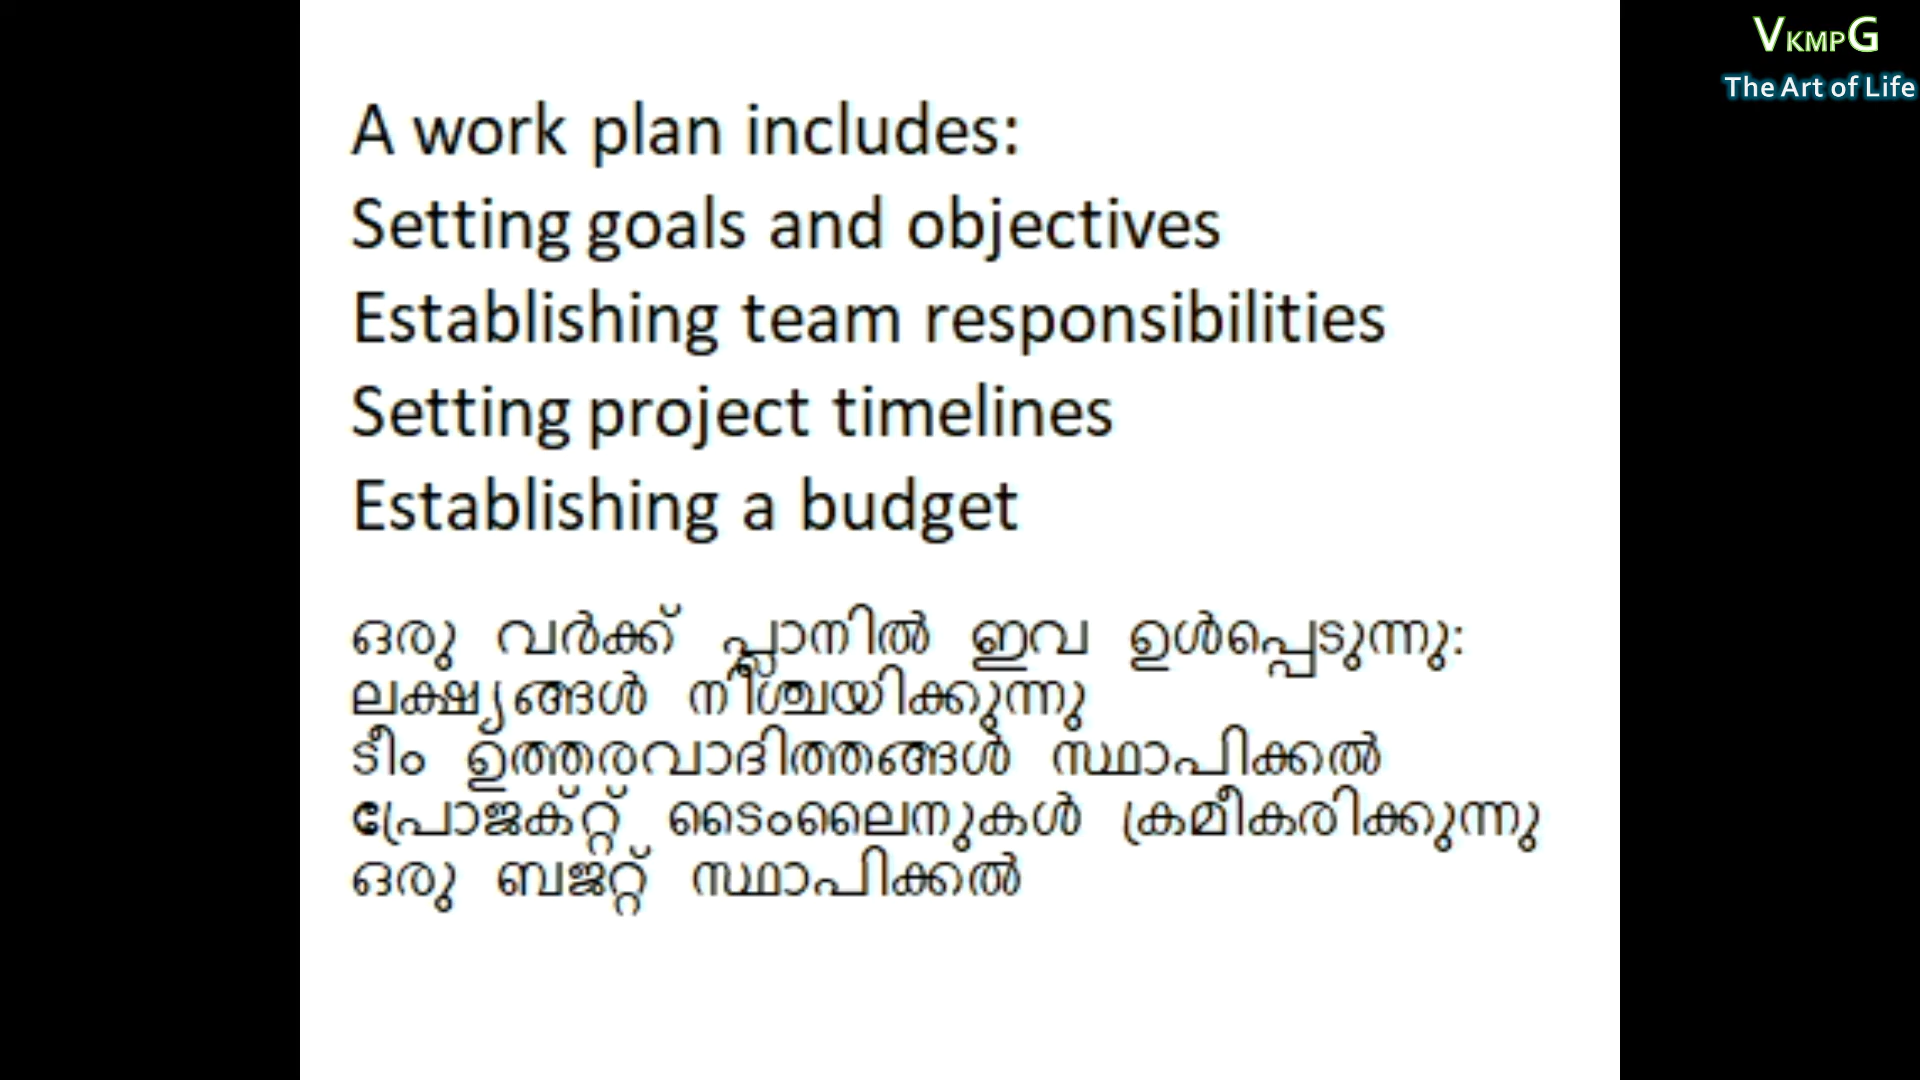 VKMPG
The Art of Life
A work plan includes:
Setting goals and objectives
Establishing team responsibilities
Setting project timelines
Establishing a budget
ഒരു വർക്ക് പ്ലാനിൽ ഇവ ഉൾപ്പെടുന്നു:
ലക്ഷ്യങ്ങൾ നിശ്ചയിക്കുന്നു
ടീം ഉത്തരവാദിത്തങ്ങൾ സ്ഥാപിക്കൽ
പ്രോജക്റ്റ് ടൈംലൈനുകൾ ക്രമീകരിക്കുന്നു
ഒരു ബജറ്റ് സ്ഥാപിക്കൽ